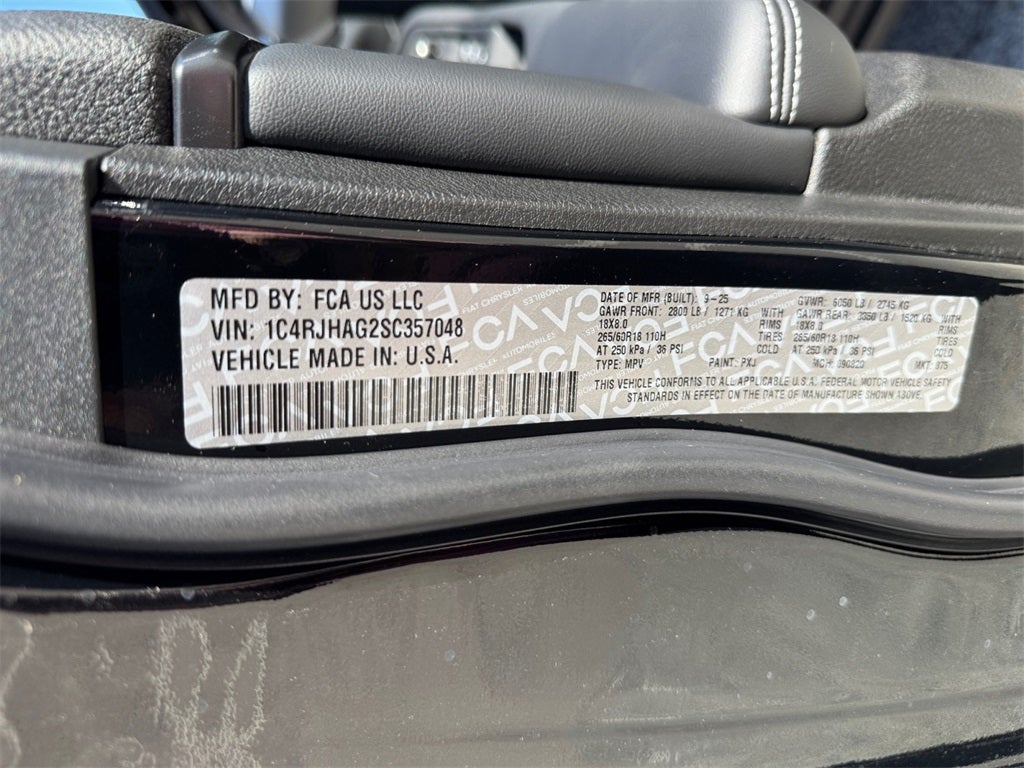 MFD BY: FCA US LLC
VIN: 1C4RJHAG2SC357048
VEHICLE MADE IN: U.S.A.
DATE OF MFR (BUILT): 9-25 GVWR: 6050 LB / 2745 KG
GAWR FRONT: 2800 LB / 1271 KG WITH GAWR REAR: 3350 LB / 1520 KG WITH
18X8.0 RIMS 18X8.0 RIMS
265/60R18 110H TIRES 265/60R18 110H TIRES
AT 250 kPa / 36 PSI COLD AT 250 kPa / 36 PSI COLD
TYPE: MPV PAINT: PXJ MCH: 090320 MKT: 975
THIS VEHICLE CONFORMS TO ALL APPLICABLE U.S.A. FEDERAL MOTOR VEHICLE SAFETY
STANDARDS IN EFFECT ON THE DATE OF MANUFACTURE SHOWN ABOVE.